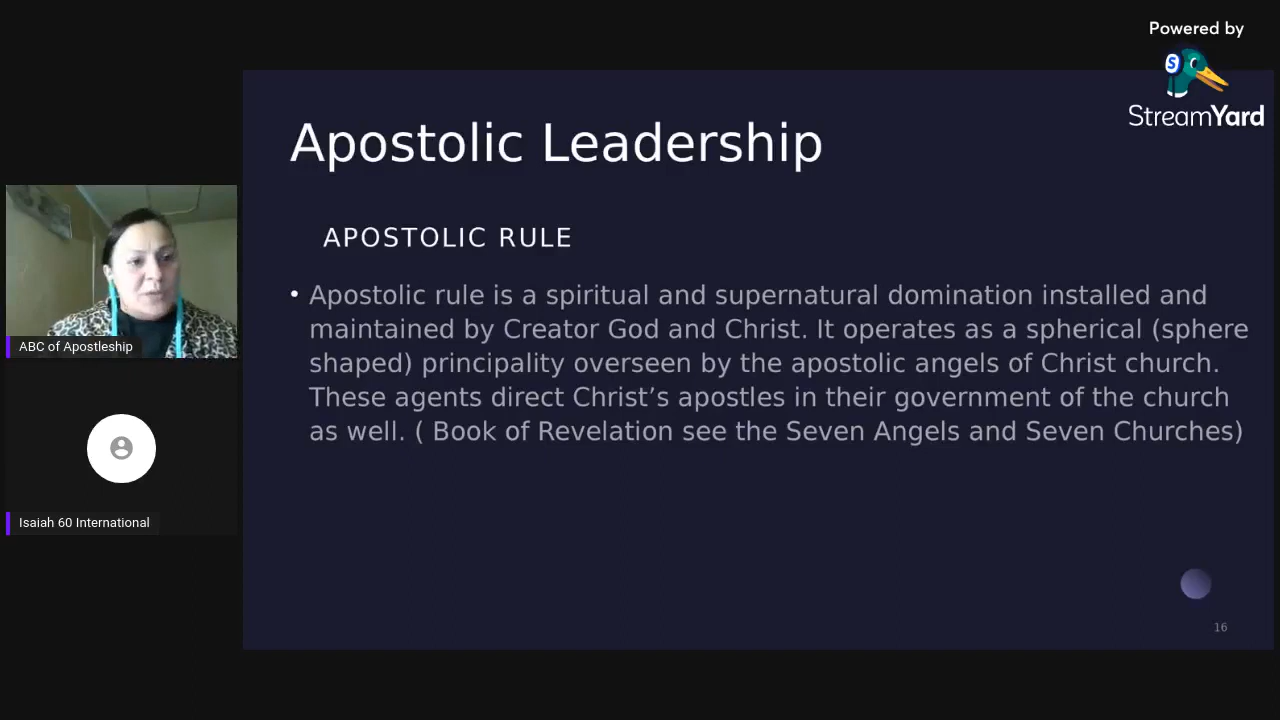 Powered by
StreamYard
Apostolic Leadership
APOSTOLIC RULE
• Apostolic rule is a spiritual and supernatural domination installed and
maintained by Creator God and Christ. It operates as a spherical (sphere
shaped) principality overseen by the apostolic angels of Christ church.
These agents direct Christ’s apostles in their government of the church
as well. ( Book of Revelation see the Seven Angels and Seven Churches)
ABC of Apostleship
Isaiah 60 International
16